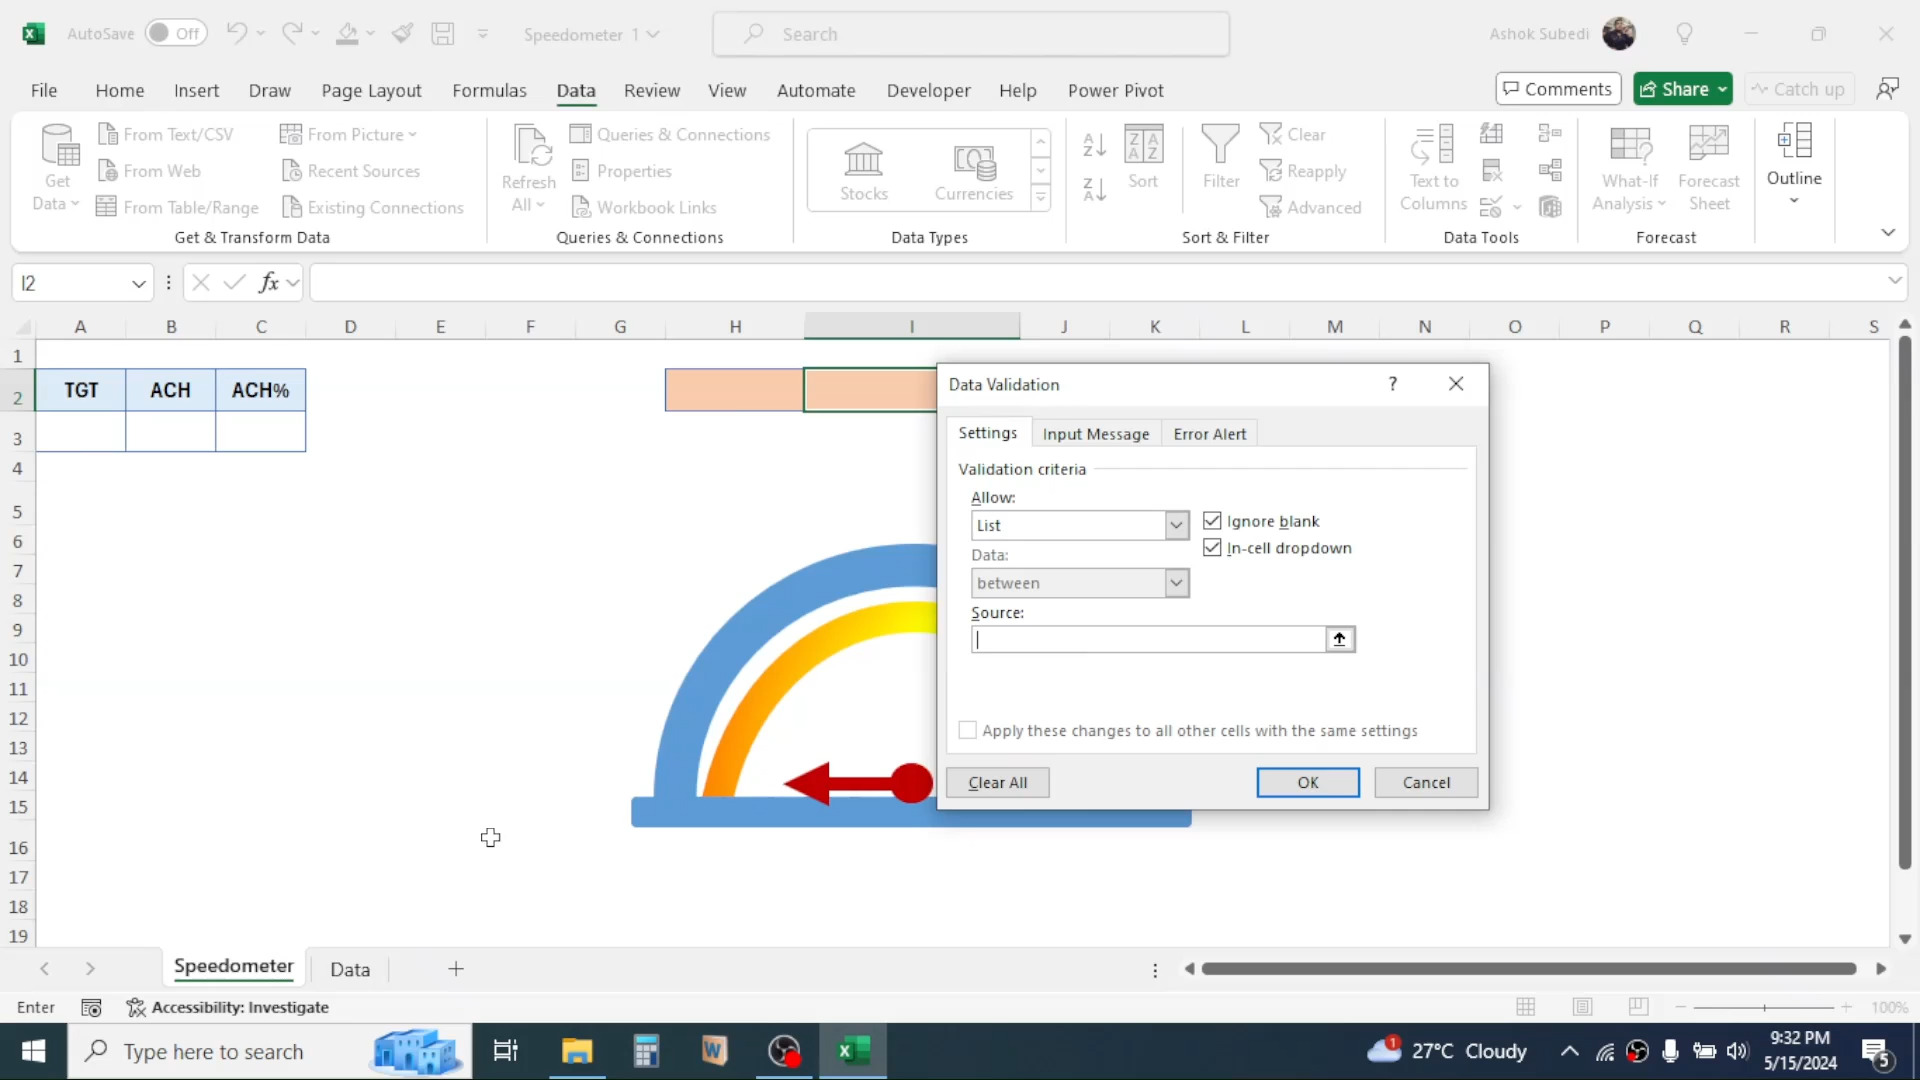 AutoSave Off Speedometer 1 Search Ashok Subedi
File Home Insert Draw Page Layout Formulas Data Review View Automate Developer Help Power Pivot Comments Share Catch up
Get Data From Text/CSV From Picture
From Web Recent Sources
From Table/Range Existing Connections
Get & Transform Data
Refresh All Queries & Connections
Properties
Workbook Links
Queries & Connections
Stocks Currencies
Data Types
Sort Filter Clear
Reapply
Advanced
Sort & Filter
Text to Columns
Data Tools
What-If Analysis Forecast Sheet
Forecast
Outline
I2 fx
A B C D E F G H I J K L M N O P Q R S
1
2 TGT ACH ACH%
3
4
5
6
7
8
9
10
11
12
13
14
15
16
17
18
19
Data Validation ?
Settings Input Message Error Alert
Validation criteria
Allow:
List Ignore blank
In-cell dropdown
Data:
between
Source:
Apply these changes to all other cells with the same settings
Clear All OK Cancel
Speedometer Data
Enter Accessibility: Investigate 100%
Type here to search W 1 27°C Cloudy 9:32 PM
5/15/2024 5